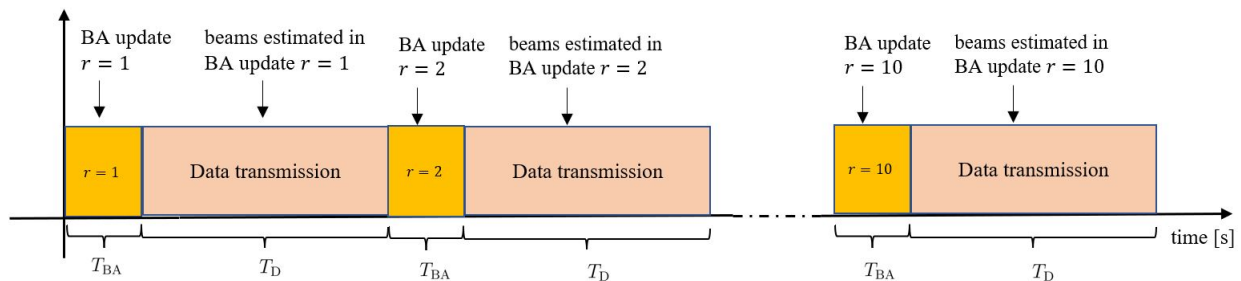 BA update
r = 1
beams estimated in
BA update r = 1
BA update
r = 2
beams estimated in
BA update r = 2
BA update
r = 10
beams estimated in
BA update r = 10
r = 1
Data transmission
r = 2
Data transmission
r = 10
Data transmission
time [s]
T_BA
T_D
T_BA
T_D
T_BA
T_D